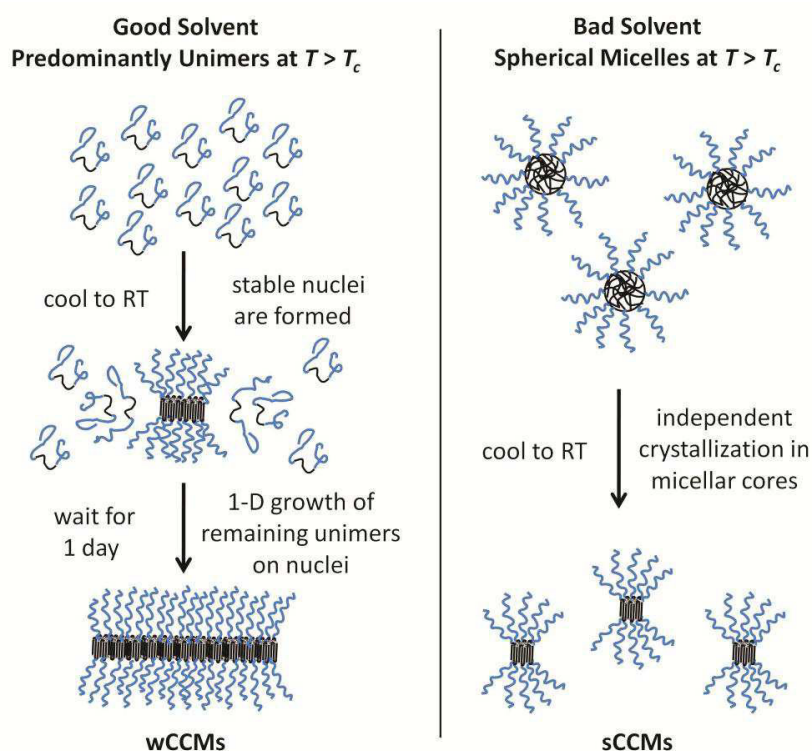 Good Solvent
Predominantly Unimers at T > Tc
cool to RT
stable nuclei
are formed
wait for
1 day
1-D growth of
remaining unimers
on nuclei
wCCMs
Bad Solvent
Spherical Micelles at T > Tc
cool to RT
independent
crystallization in
micellar cores
sCCMs